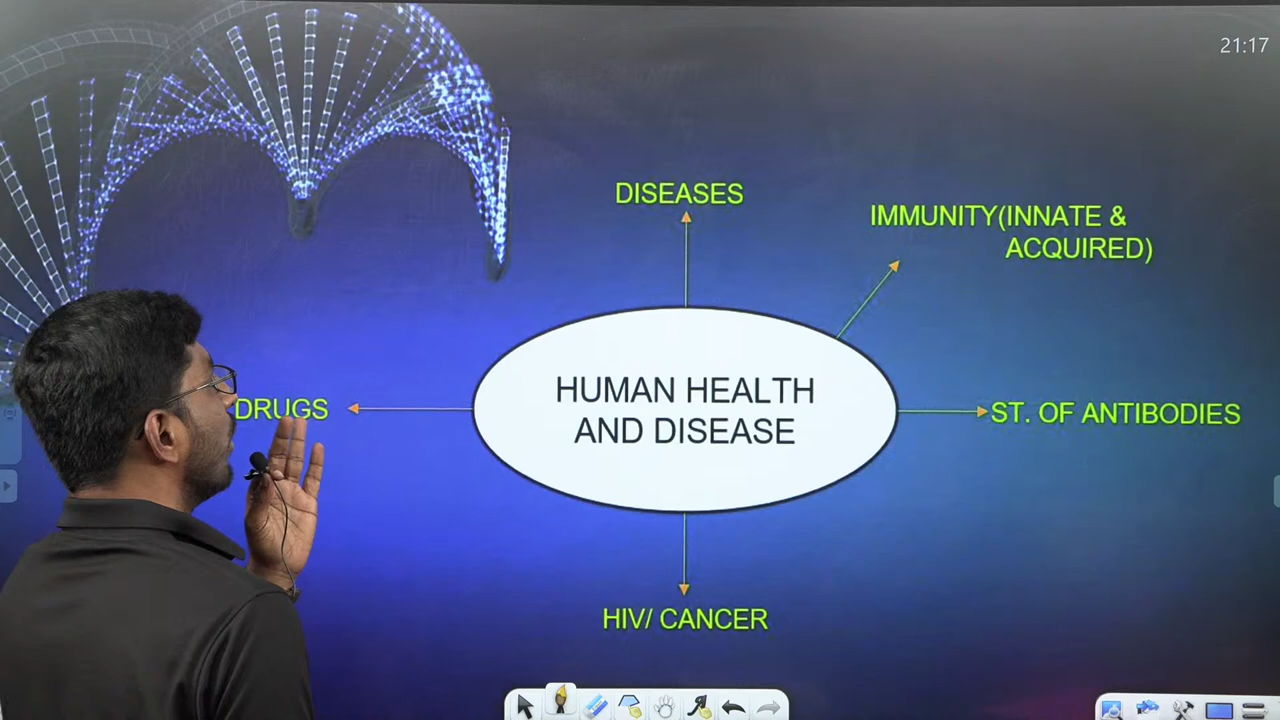 21:17
DISEASES
IMMUNITY(INNATE &
ACQUIRED)
DRUGS
HUMAN HEALTH
AND DISEASE
ST. OF ANTIBODIES
HIV/ CANCER